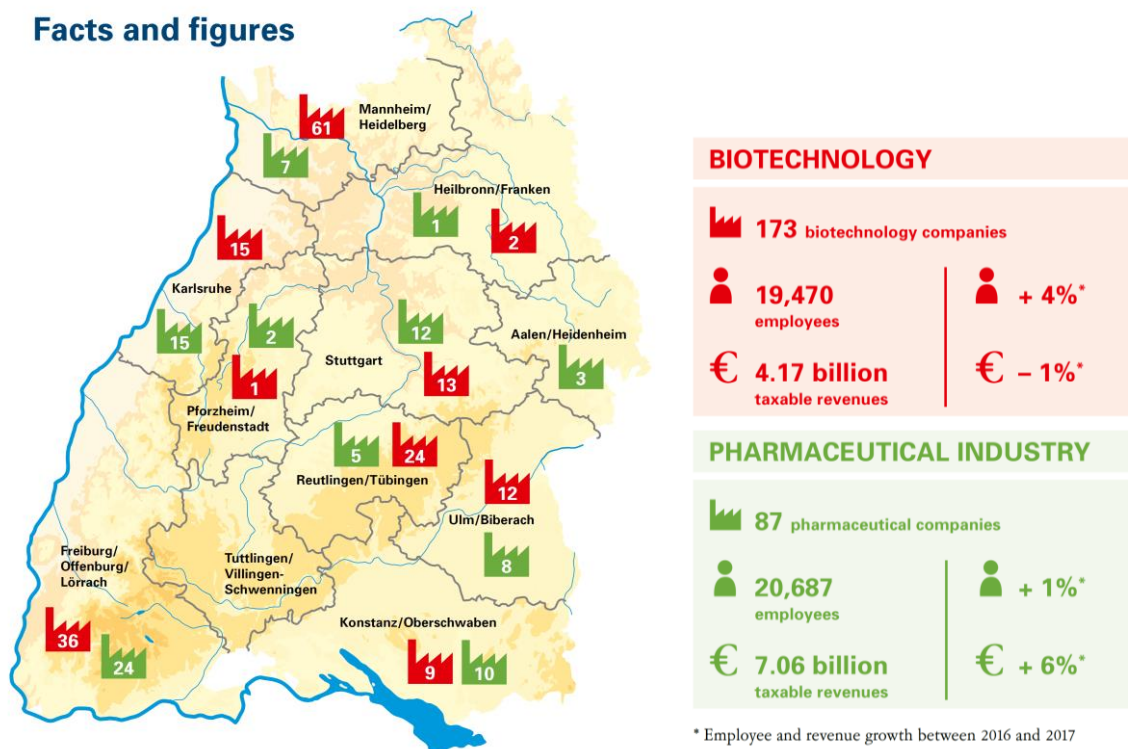 Facts and figures
61
Mannheim/
Heidelberg
7
Heilbronn/Franken
1
2
15
Karlsruhe
15
2
1
Pforzheim/
Freudenstadt
12
Stuttgart
13
Aalen/Heidenheim
3
5
24
Reutlingen/Tübingen
12
Ulm/Biberach
8
Freiburg/
Offenburg/
Lörrach
36
24
Tuttlingen/
Villingen-
Schwenningen
Konstanz/Oberschwaben
9
10
BIOTECHNOLOGY
173 biotechnology companies
19,470
employees
+ 4%*
€ 4.17 billion
taxable revenues
€ – 1%*
PHARMACEUTICAL INDUSTRY
87 pharmaceutical companies
20,687
employees
+ 1%*
€ 7.06 billion
taxable revenues
€ + 6%*
* Employee and revenue growth between 2016 and 2017